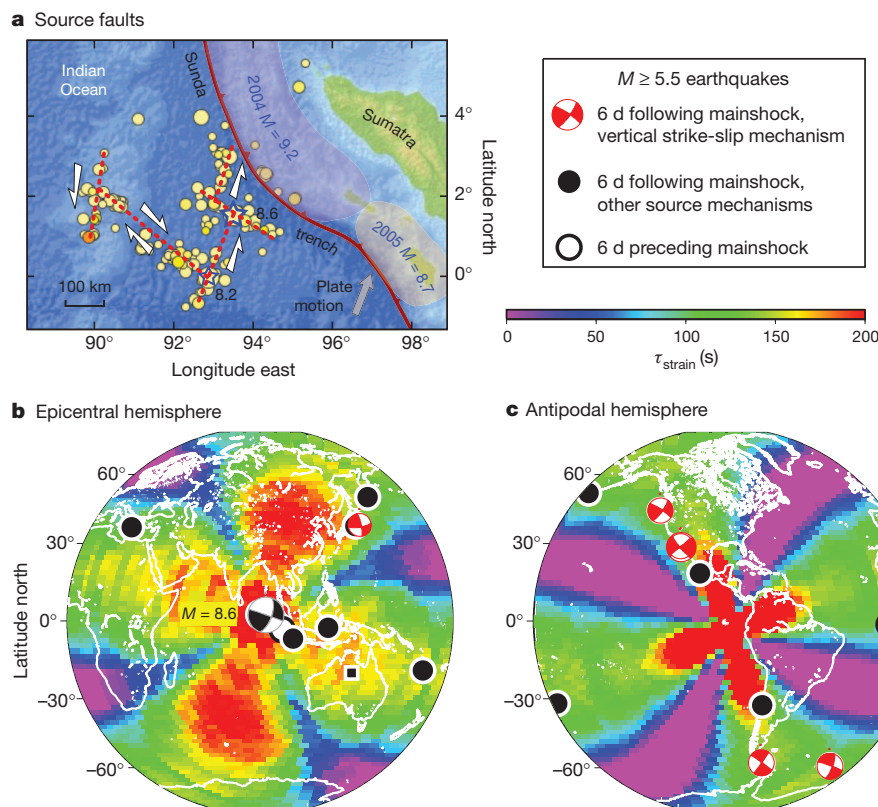 a Source faults
Indian
Ocean
Sunda
2004 M = 9.2
Sumatra
8.6
trench
2005 M = 8.7
8.2
Plate
motion
100 km
4°
2°
0°
Latitude north
90° 92° 94° 96° 98°
Longitude east
M ≥ 5.5 earthquakes
6 d following mainshock,
vertical strike-slip mechanism
6 d following mainshock,
other source mechanisms
6 d preceding mainshock
0 50 100 150 200
τstrain (s)
b Epicentral hemisphere
60°
30°
0°
–30°
–60°
Latitude north
M = 8.6
c Antipodal hemisphere
60°
30°
0°
–30°
–60°